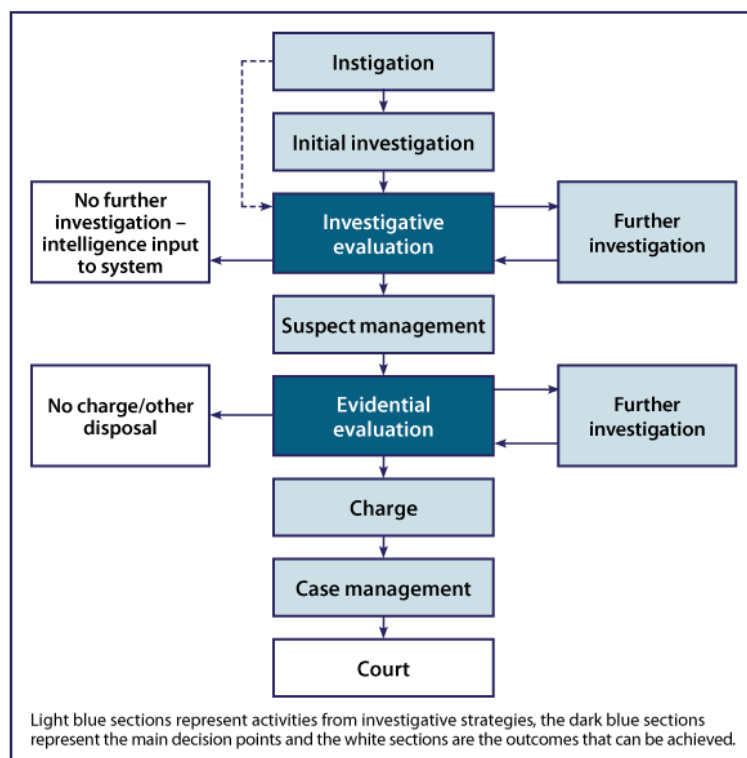 Instigation
Initial investigation
No further
investigation –
intelligence input
to system
Investigative
evaluation
Further
investigation
Suspect management
No charge/other
disposal
Evidential
evaluation
Further
investigation
Charge
Case management
Court
Light blue sections represent activities from investigative strategies, the dark blue sections
represent the main decision points and the white sections are the outcomes that can be achieved.